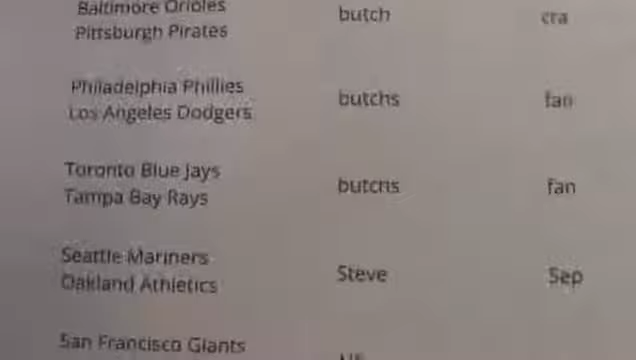 Baltimore Orioles
Pittsburgh Pirates
butch
cra
Philadelphia Phillies
Los Angeles Dodgers
butchs
fan
Toronto Blue Jays
Tampa Bay Rays
butchs
fan
Seattle Mariners
Oakland Athletics
Steve
Sep
San Francisco Giants